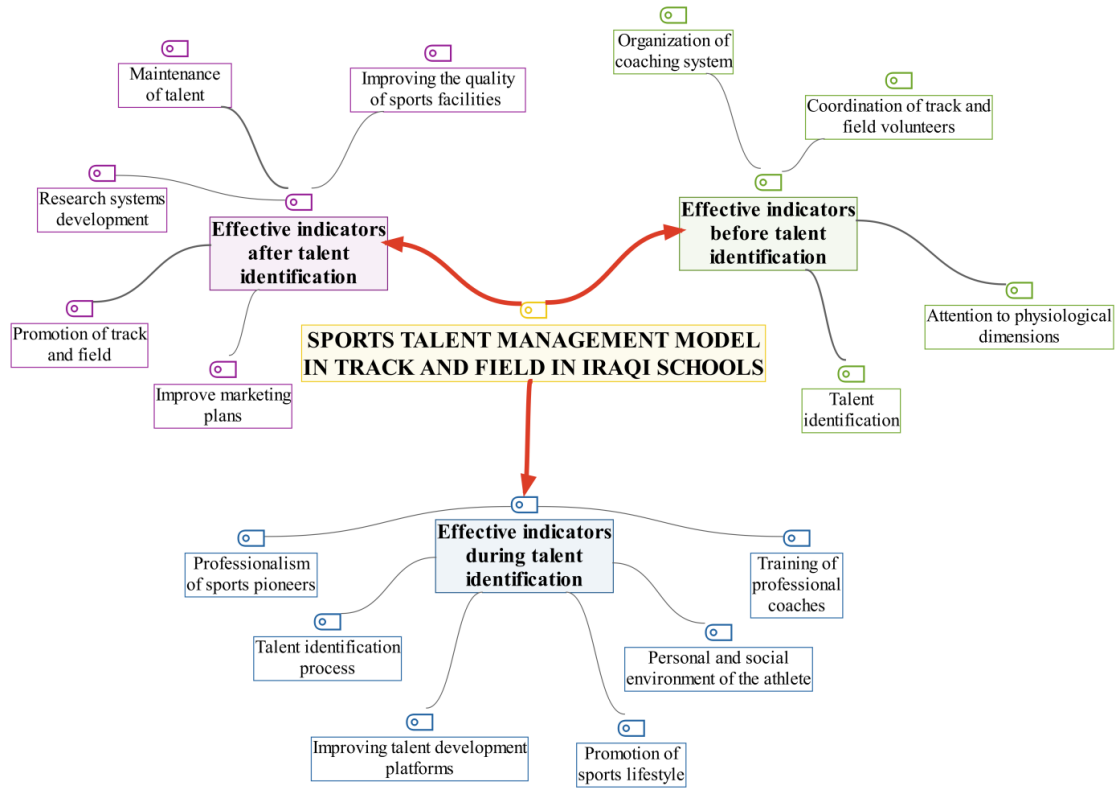 Organization of
coaching system
Maintenance
of talent
Improving the quality
of sports facilities
Coordination of track and
field volunteers
Research systems
development
Effective indicators
after talent
identification
Effective indicators
before talent
identification
Promotion of track
and field
Attention to physiological
dimensions
SPORTS TALENT MANAGEMENT MODEL
IN TRACK AND FIELD IN IRAQI SCHOOLS
Improve marketing
plans
Talent
identification
Effective indicators
during talent
identification
Professionalism
of sports pioneers
Training of
professional
coaches
Talent identification
process
Personal and social
environment of the athlete
Improving talent development
platforms
Promotion of
sports lifestyle